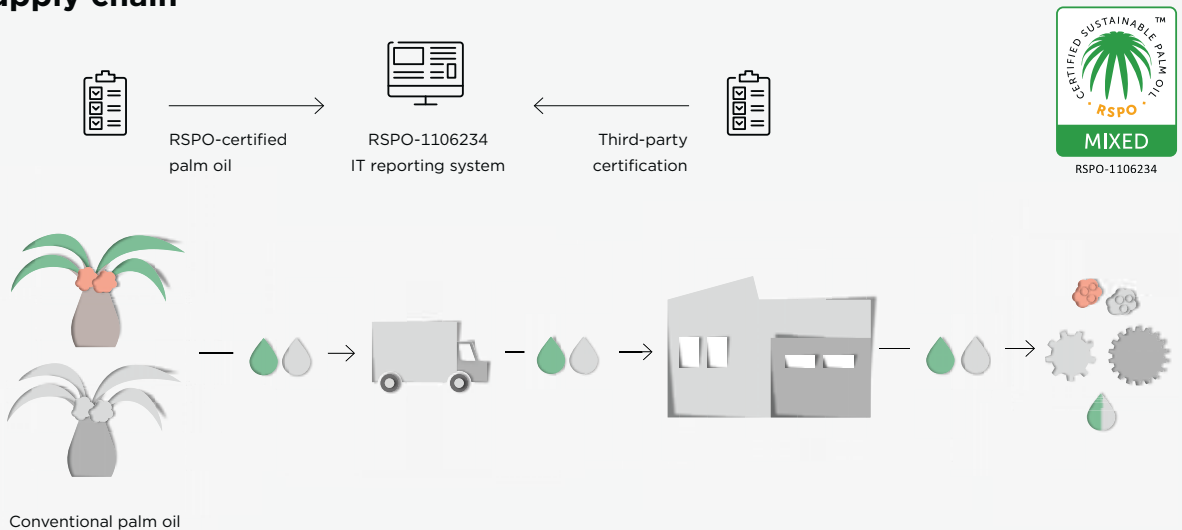 upply chain
RSPO-certified
palm oil
RSPO-1106234
IT reporting system
Third-party
certification
CERTIFIED SUSTAINABLE PALM OIL ™
RSPO
MIXED
RSPO-1106234
Conventional palm oil